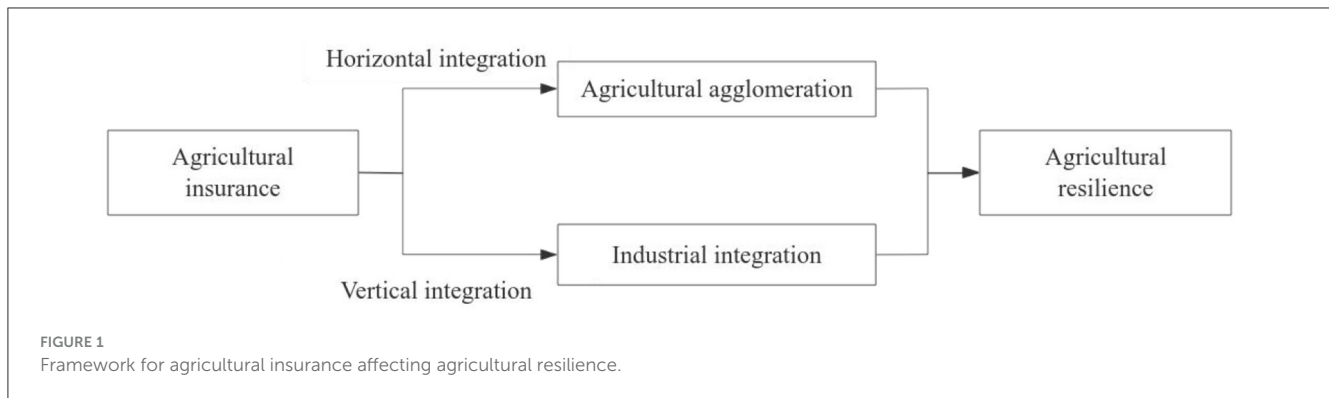 Horizontal integration
Agricultural agglomeration
Agricultural
insurance
Agricultural
resilience
Industrial integration
Vertical integration
FIGURE 1
Framework for agricultural insurance affecting agricultural resilience.